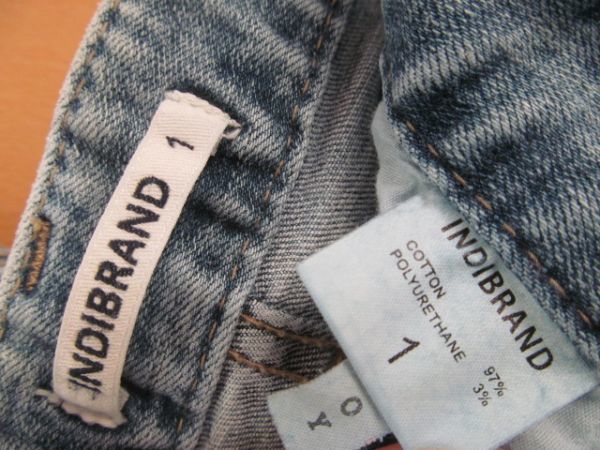 INDIBRAND 1
INDIBRAND
COTTON 97%
POLYURETHANE 3%
1
O
Y